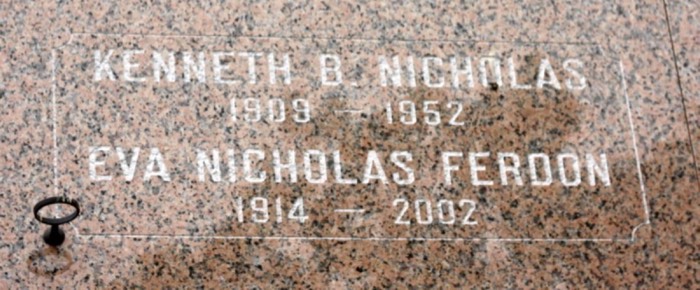 KENNETH B. NICHOLAS
1909 — 1952
EVA NICHOLAS FERDON
1914 — 2002